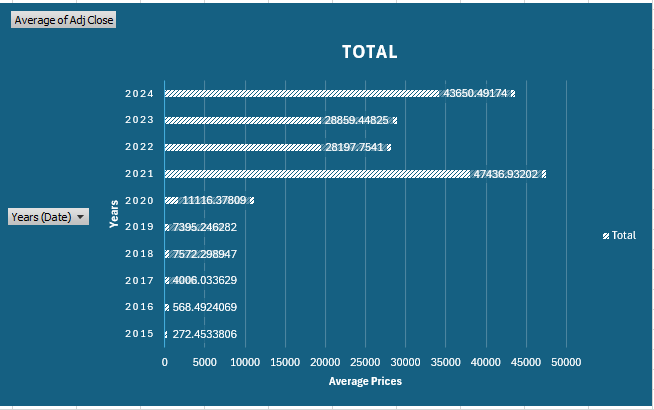 Average of Adj Close
TOTAL
2024 43650.49174
2023 28859.44825
2022 28197.7541
2021 47436.93202
2020 11116.37809
2019 7395.246282
2018 7572.298947
2017 4006.033629
2016 568.4924069
2015 272.4533806
Years (Date)
Years
Total
0 5000 10000 15000 20000 25000 30000 35000 40000 45000 50000
Average Prices